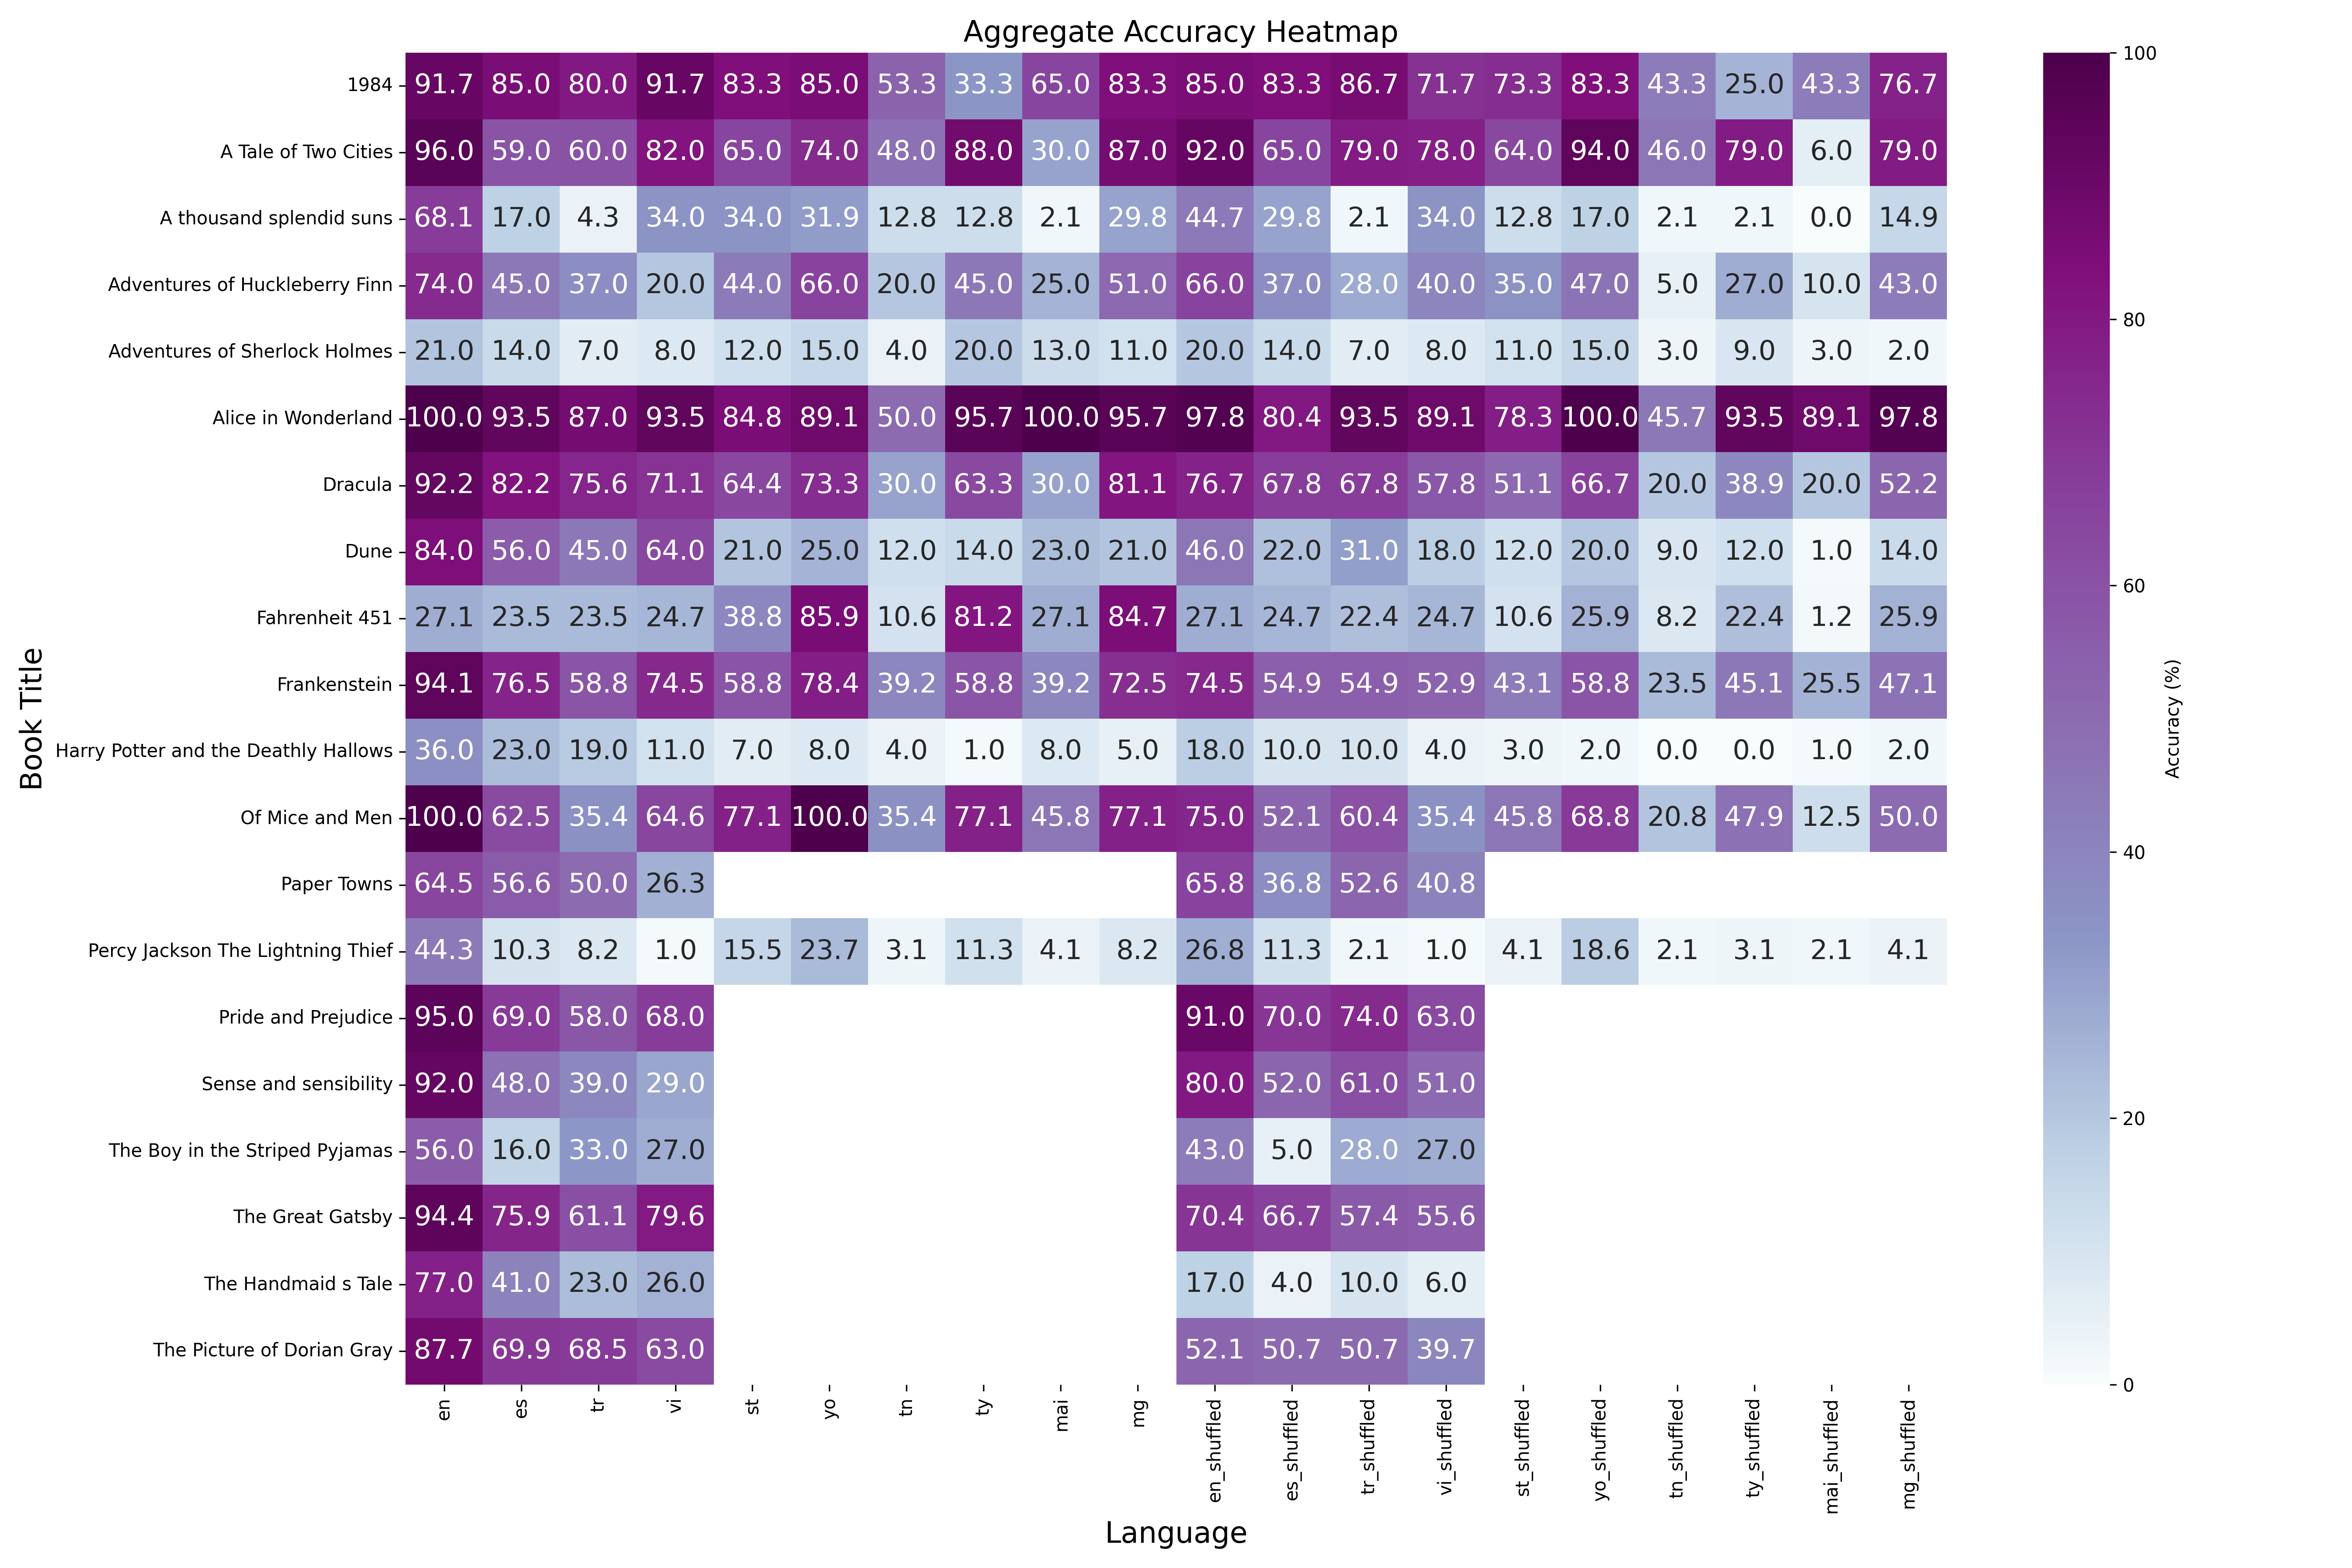 Aggregate Accuracy Heatmap
Book Title
1984 91.7 85.0 80.0 91.7 83.3 85.0 53.3 33.3 65.0 83.3 85.0 83.3 86.7 71.7 73.3 83.3 43.3 25.0 43.3 76.7
A Tale of Two Cities 96.0 59.0 60.0 82.0 65.0 74.0 48.0 88.0 30.0 87.0 92.0 65.0 79.0 78.0 64.0 94.0 46.0 79.0 6.0 79.0
A thousand splendid suns 68.1 17.0 4.3 34.0 34.0 31.9 12.8 12.8 2.1 29.8 44.7 29.8 2.1 34.0 12.8 17.0 2.1 2.1 0.0 14.9
Adventures of Huckleberry Finn 74.0 45.0 37.0 20.0 44.0 66.0 20.0 45.0 25.0 51.0 66.0 37.0 28.0 40.0 35.0 47.0 5.0 27.0 10.0 43.0
Adventures of Sherlock Holmes 21.0 14.0 7.0 8.0 12.0 15.0 4.0 20.0 13.0 11.0 20.0 14.0 7.0 8.0 11.0 15.0 3.0 9.0 3.0 2.0
Alice in Wonderland 100.0 93.5 87.0 93.5 84.8 89.1 50.0 95.7 100.0 95.7 97.8 80.4 93.5 89.1 78.3 100.0 45.7 93.5 89.1 97.8
Dracula 92.2 82.2 75.6 71.1 64.4 73.3 30.0 63.3 30.0 81.1 76.7 67.8 67.8 57.8 51.1 66.7 20.0 38.9 20.0 52.2
Dune 84.0 56.0 45.0 64.0 21.0 25.0 12.0 14.0 23.0 21.0 46.0 22.0 31.0 18.0 12.0 20.0 9.0 12.0 1.0 14.0
Fahrenheit 451 27.1 23.5 23.5 24.7 38.8 85.9 10.6 81.2 27.1 84.7 27.1 24.7 22.4 24.7 10.6 25.9 8.2 22.4 1.2 25.9
Frankenstein 94.1 76.5 58.8 74.5 58.8 78.4 39.2 58.8 39.2 72.5 74.5 54.9 54.9 52.9 43.1 58.8 23.5 45.1 25.5 47.1
Harry Potter and the Deathly Hallows 36.0 23.0 19.0 11.0 7.0 8.0 4.0 1.0 8.0 5.0 18.0 10.0 10.0 4.0 3.0 2.0 0.0 0.0 1.0 2.0
Of Mice and Men 100.0 62.5 35.4 64.6 77.1 100.0 35.4 77.1 45.8 77.1 75.0 52.1 60.4 35.4 45.8 68.8 20.8 47.9 12.5 50.0
Paper Towns 64.5 56.6 50.0 26.3 65.8 36.8 52.6 40.8
Percy Jackson The Lightning Thief 44.3 10.3 8.2 1.0 15.5 23.7 3.1 11.3 4.1 8.2 26.8 11.3 2.1 1.0 4.1 18.6 2.1 3.1 2.1 4.1
Pride and Prejudice 95.0 69.0 58.0 68.0 91.0 70.0 74.0 63.0
Sense and sensibility 92.0 48.0 39.0 29.0 80.0 52.0 61.0 51.0
The Boy in the Striped Pyjamas 56.0 16.0 33.0 27.0 43.0 5.0 28.0 27.0
The Great Gatsby 94.4 75.9 61.1 79.6 70.4 66.7 57.4 55.6
The Handmaid s Tale 77.0 41.0 23.0 26.0 17.0 4.0 10.0 6.0
The Picture of Dorian Gray 87.7 69.9 68.5 63.0 52.1 50.7 50.7 39.7
en es tr vi st yo tn ty mai mg en_shuffled es_shuffled tr_shuffled vi_shuffled st_shuffled yo_shuffled tn_shuffled ty_shuffled mai_shuffled mg_shuffled
Language
100
80
60
40
20
0
Accuracy (%)